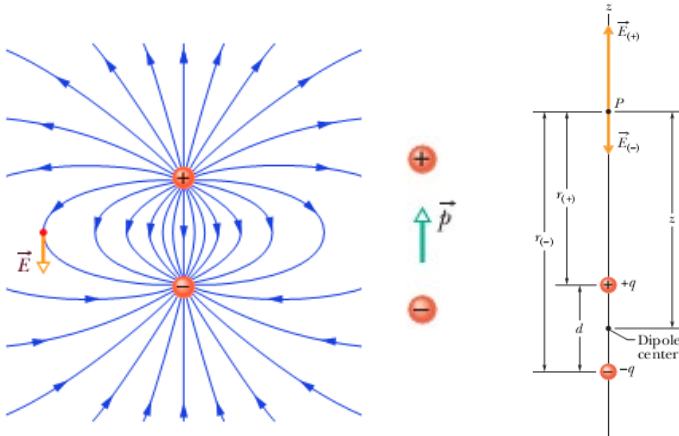 +
−
E
+
p
−
z
E(+)
P
E(−)
r(+)
r(−)
z
+ +q
d
Dipole
center
− −q